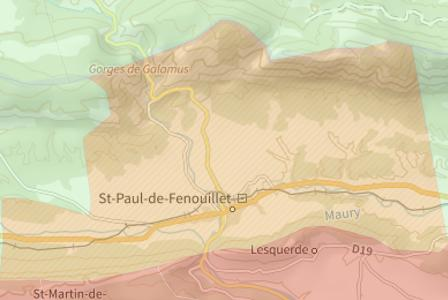 Gorges de Galamus
St-Paul-de-Fenouillet
Maury
Lesquerde
D19
St-Martin-de-